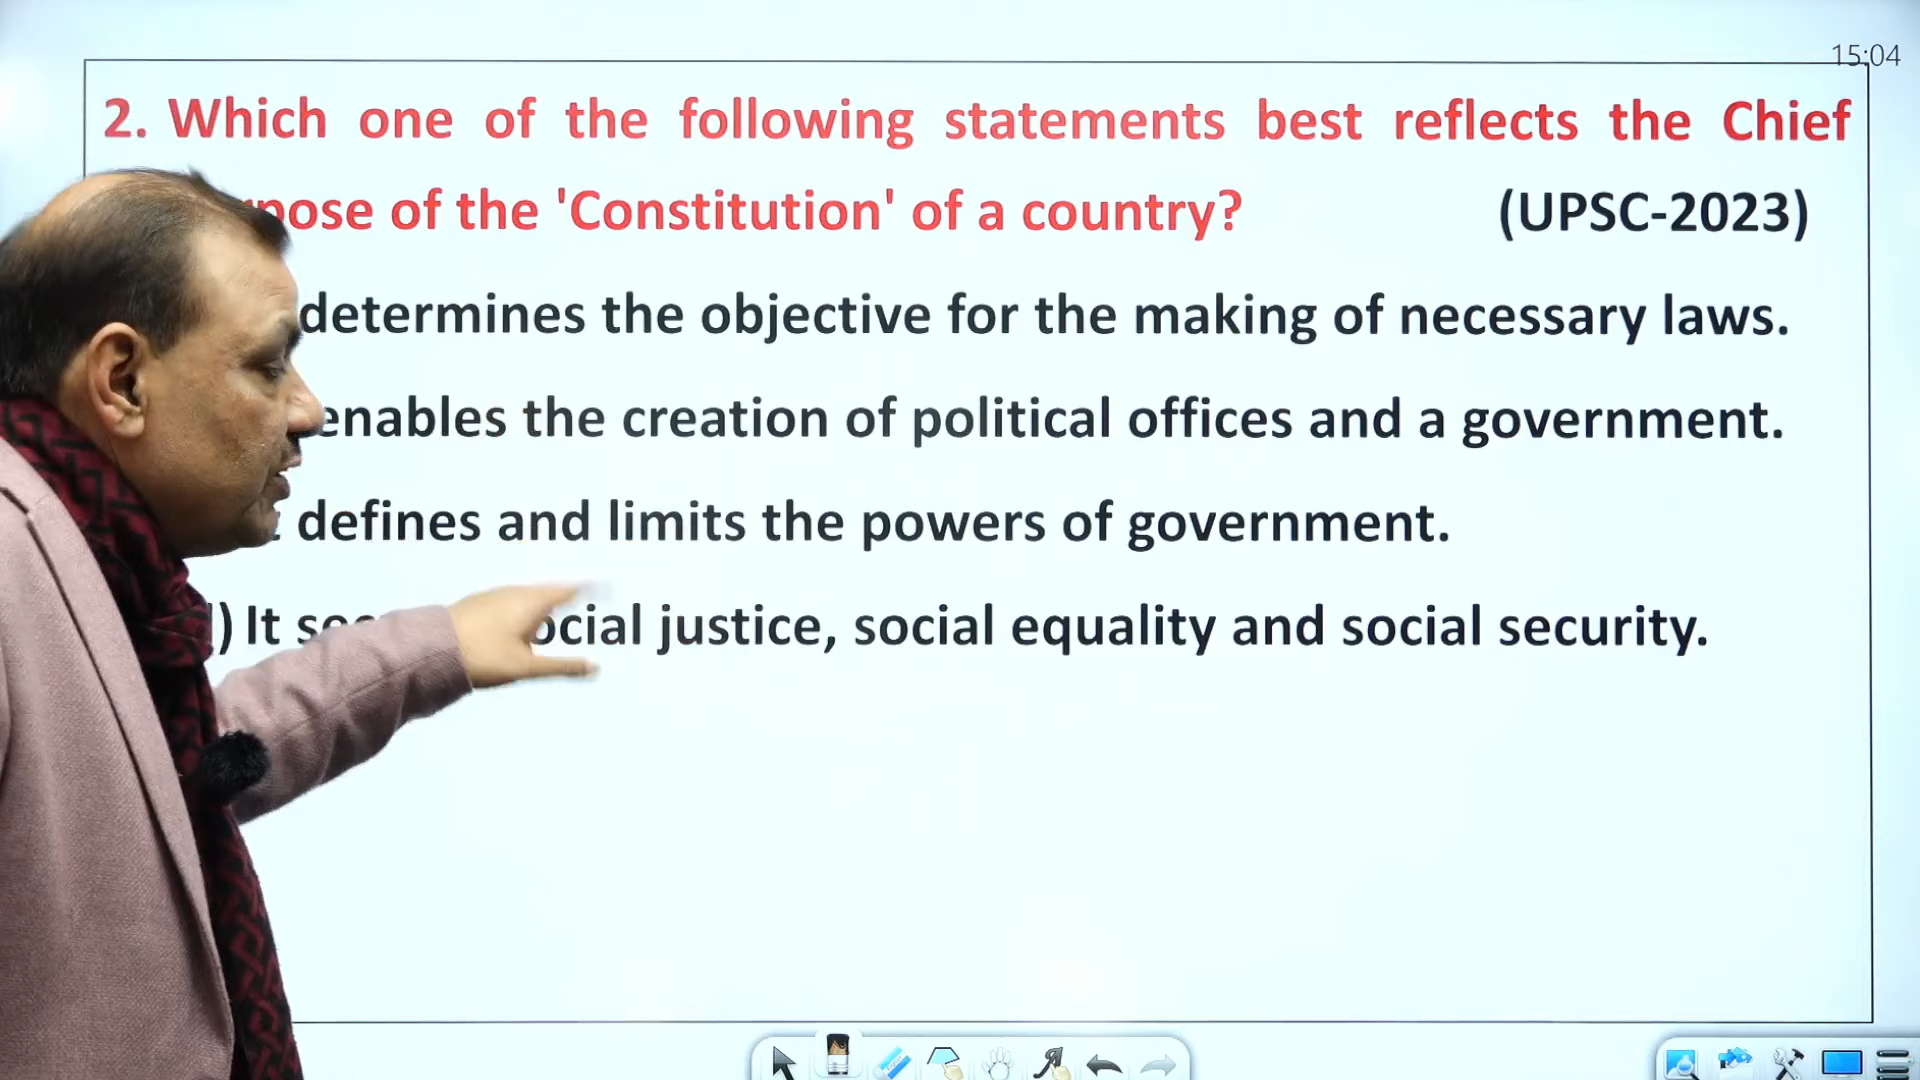 15:04
2. Which one of the following statements best reflects the Chief
of the 'Constitution' of a country? (UPSC-2023)
determines the objective for the making of necessary laws.
enables the creation of political offices and a government.
defines and limits the powers of government.
It justice, social equality and social security.